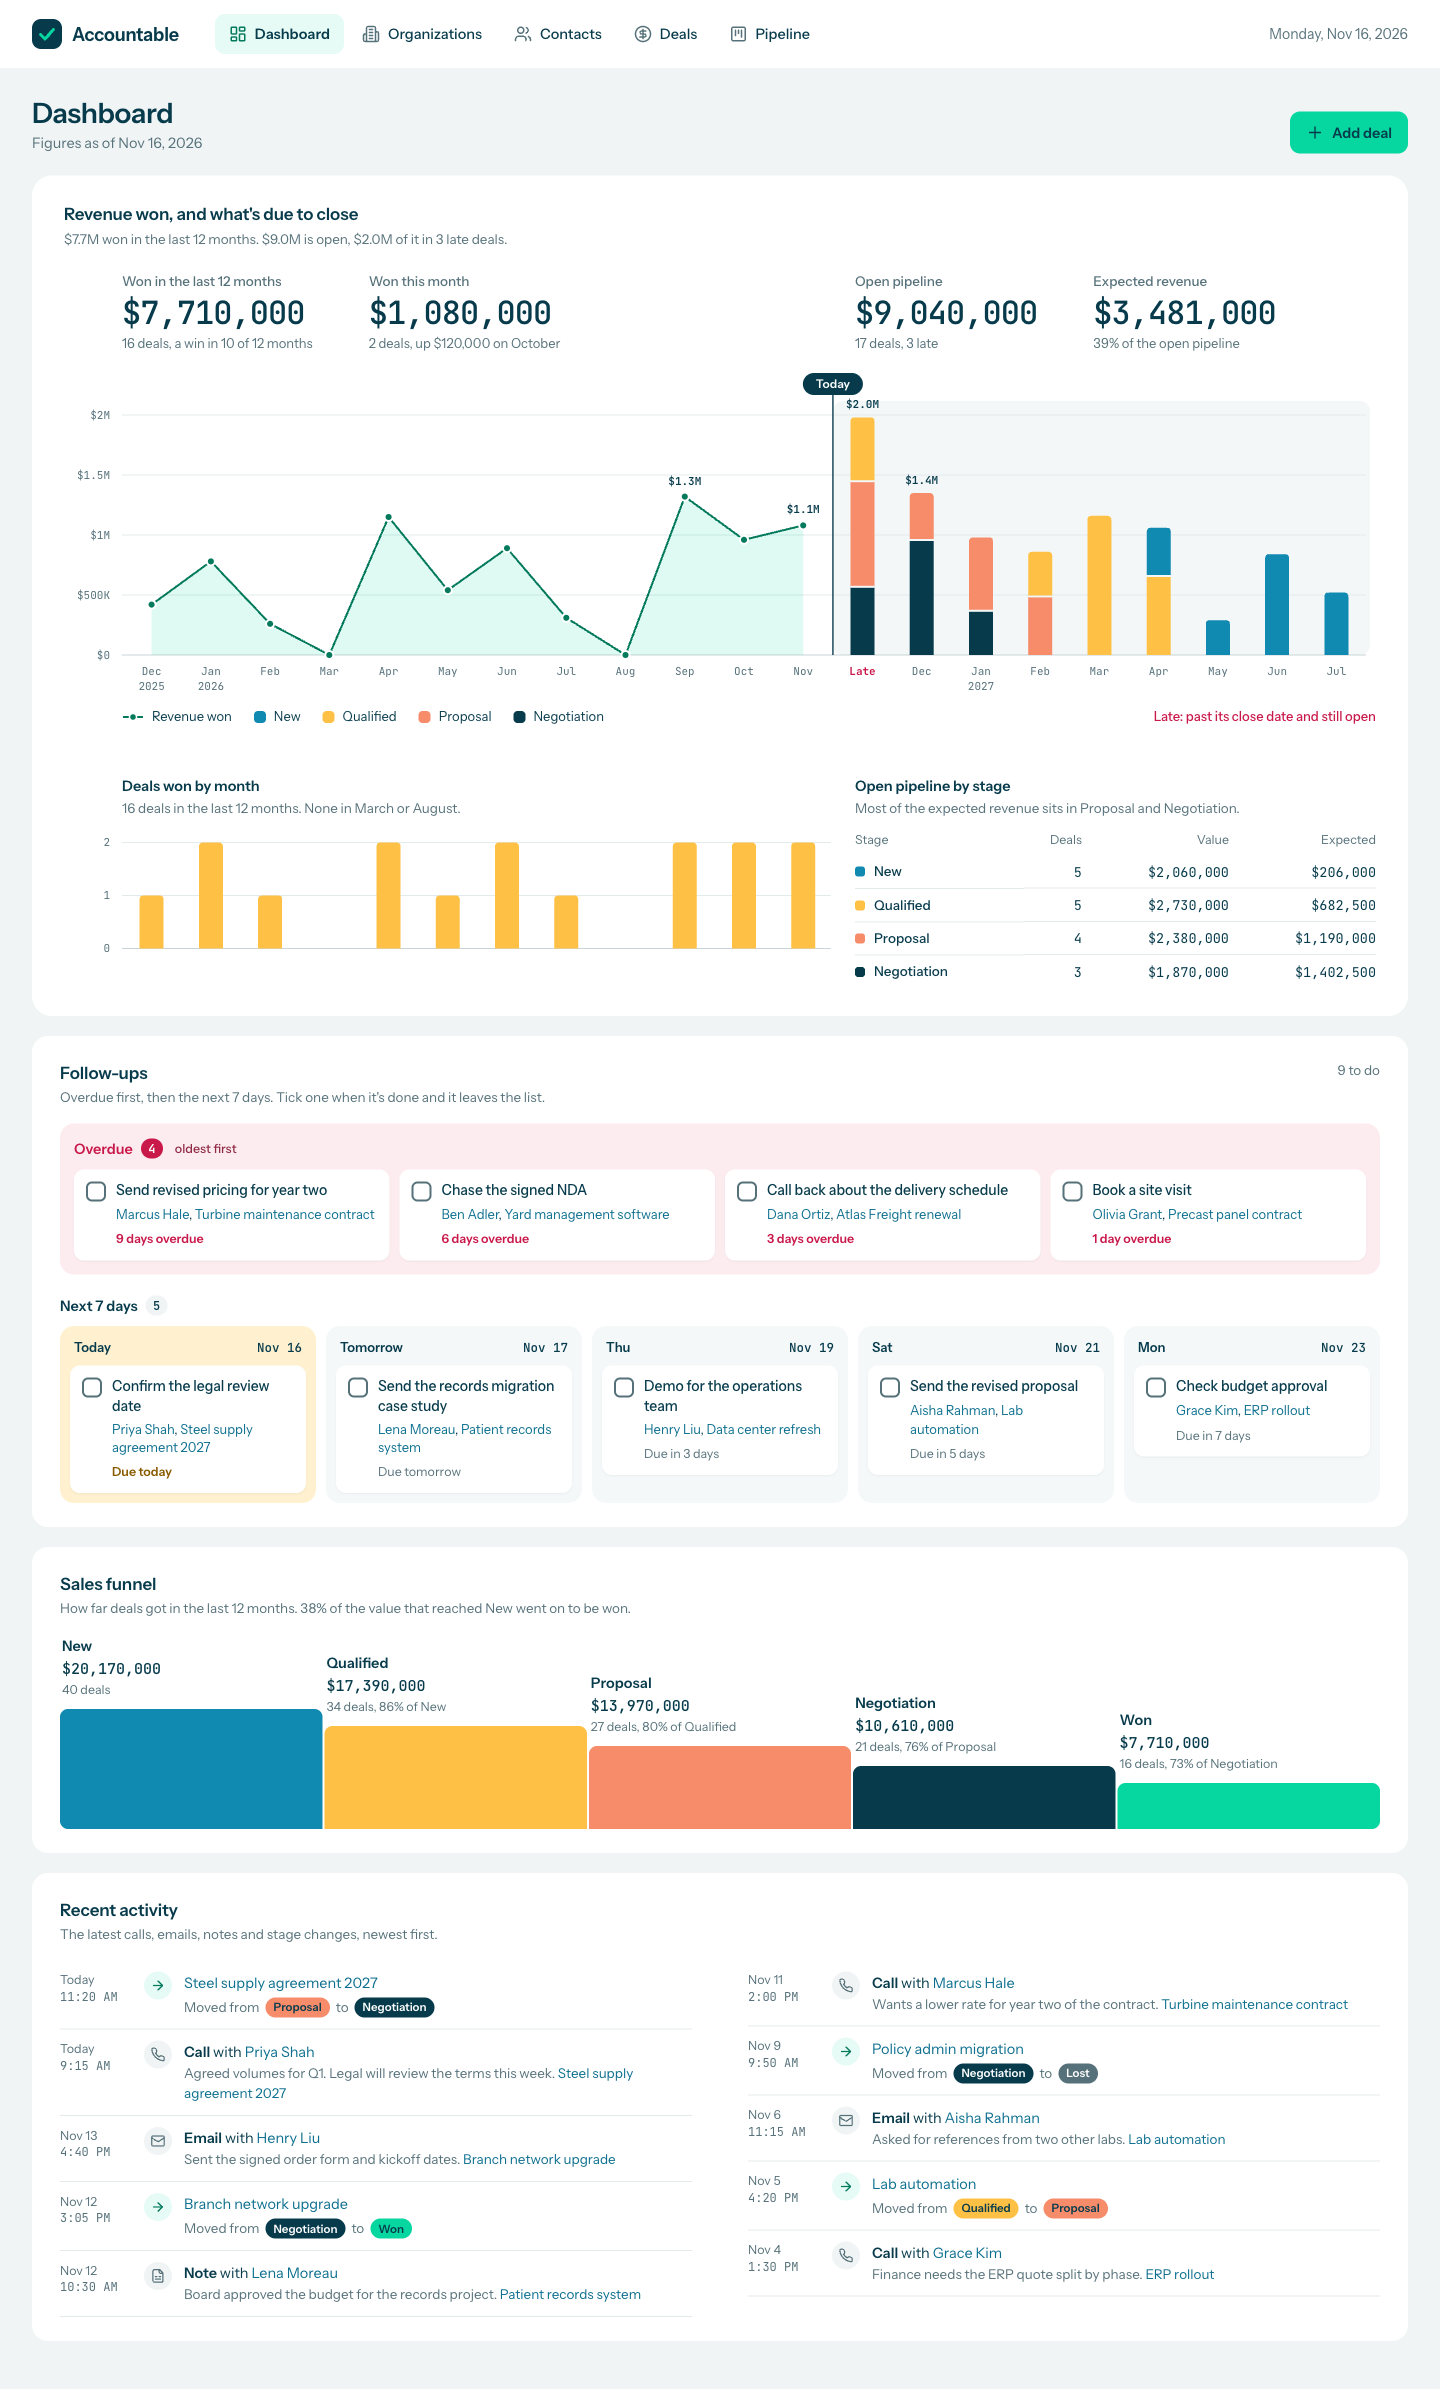 Accountable
Dashboard
Organizations
Contacts
Deals
Pipeline
Monday, Nov 16, 2026
Dashboard
Figures as of Nov 16, 2026
Add deal
Revenue won, and what's due to close
$7.7M won in the last 12 months. $9.0M is open, $2.0M of it in 3 late deals.
Won in the last 12 months
$7,710,000
16 deals, a win in 10 of 12 months
Won this month
$1,080,000
2 deals, up $120,000 on October
Open pipeline
$9,040,000
17 deals, 3 late
Expected revenue
$3,481,000
39% of the open pipeline
Today
$2M
$1.5M
$1M
$500K
$0
$1.3M
$1.1M
$2.0M
$1.4M
Dec 2025
Jan 2026
Feb
Mar
Apr
May
Jun
Jul
Aug
Sep
Oct
Nov
Late
Dec
Jan 2027
Feb
Mar
Apr
May
Jun
Jul
Revenue won
New
Qualified
Proposal
Negotiation
Late: past its close date and still open
Deals won by month
16 deals in the last 12 months. None in March or August.
2
1
0
Open pipeline by stage
Most of the expected revenue sits in Proposal and Negotiation.
Stage Deals Value Expected
New 5 $2,060,000 $206,000
Qualified 5 $2,730,000 $682,500
Proposal 4 $2,380,000 $1,190,000
Negotiation 3 $1,870,000 $1,402,500
Follow-ups
9 to do
Overdue first, then the next 7 days. Tick one when it's done and it leaves the list.
Overdue 4 oldest first
Send revised pricing for year two
Marcus Hale, Turbine maintenance contract
9 days overdue
Chase the signed NDA
Ben Adler, Yard management software
6 days overdue
Call back about the delivery schedule
Dana Ortiz, Atlas Freight renewal
3 days overdue
Book a site visit
Olivia Grant, Precast panel contract
1 day overdue
Next 7 days 5
Today Nov 16
Confirm the legal review
date
Priya Shah, Steel supply
agreement 2027
Due today
Tomorrow Nov 17
Send the records migration
case study
Lena Moreau, Patient records
system
Due tomorrow
Thu Nov 19
Demo for the operations
team
Henry Liu, Data center refresh
Due in 3 days
Sat Nov 21
Send the revised proposal
Aisha Rahman, Lab
automation
Due in 5 days
Mon Nov 23
Check budget approval
Grace Kim, ERP rollout
Due in 7 days
Sales funnel
How far deals got in the last 12 months. 38% of the value that reached New went on to be won.
New
$20,170,000
40 deals
Qualified
$17,390,000
34 deals, 86% of New
Proposal
$13,970,000
27 deals, 80% of Qualified
Negotiation
$10,610,000
21 deals, 76% of Proposal
Won
$7,710,000
16 deals, 73% of Negotiation
Recent activity
The latest calls, emails, notes and stage changes, newest first.
Today
11:20 AM
Steel supply agreement 2027
Moved from Proposal to Negotiation
Today
9:15 AM
Call with Priya Shah
Agreed volumes for Q1. Legal will review the terms this week. Steel supply
agreement 2027
Nov 13
4:40 PM
Email with Henry Liu
Sent the signed order form and kickoff dates. Branch network upgrade
Nov 12
3:05 PM
Branch network upgrade
Moved from Negotiation to Won
Nov 12
10:30 AM
Note with Lena Moreau
Board approved the budget for the records project. Patient records system
Nov 11
2:00 PM
Call with Marcus Hale
Wants a lower rate for year two of the contract. Turbine maintenance contract
Nov 9
9:50 AM
Policy admin migration
Moved from Negotiation to Lost
Nov 6
11:15 AM
Email with Aisha Rahman
Asked for references from two other labs. Lab automation
Nov 5
4:20 PM
Lab automation
Moved from Qualified to Proposal
Nov 4
1:30 PM
Call with Grace Kim
Finance needs the ERP quote split by phase. ERP rollout